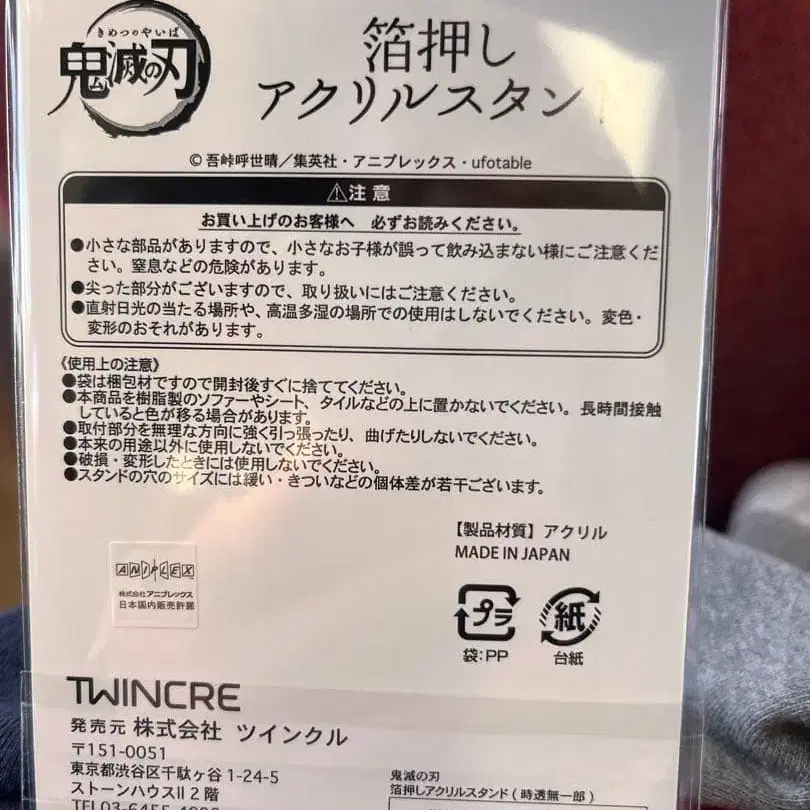 きめつのやいば
鬼滅の刃
箔押し
アクリルスタン
© 吾峠呼世晴／集英社・アニプレックス・ufotable
⚠注意
お買い上げのお客様へ 必ずお読みください。
●小さな部品がありますので、小さなお子様が誤って飲み込まない様にご注意くだ
さい。窒息などの危険があります。
●尖った部分がございますので、取り扱いにはご注意ください。
●直射日光の当たる場所や、高温多湿の場所での使用はしないでください。変色・
変形のおそれがあります。
《使用上の注意》
●袋は梱包材ですので開封後すぐに捨ててください。
●本商品を樹脂製のソファーやシート、タイルなどの上に置かないでください。長時間接触
していると色が移る場合があります。
●取付部分を無理な方向に強く引っ張ったり、曲げたりしないでください。
●本来の用途以外に使用しないでください。
●破損・変形したときには使用しないでください。
●スタンドの穴のサイズには緩い・きついなどの個体差が若干ございます。
【製品材質】アクリル
MADE IN JAPAN
ANIPLEX
株式会社アニプレックス
日本国内販売許諾
プラ
袋:PP
紙
台紙
TWINCRE
発売元 株式会社 ツインクル
〒151-0051
東京都渋谷区千駄ヶ谷 1-24-5
ストーンハウスⅡ 2 階
TEL03-6455-
鬼滅の刃
箔押しアクリルスタンド ( 時透無一郎 )